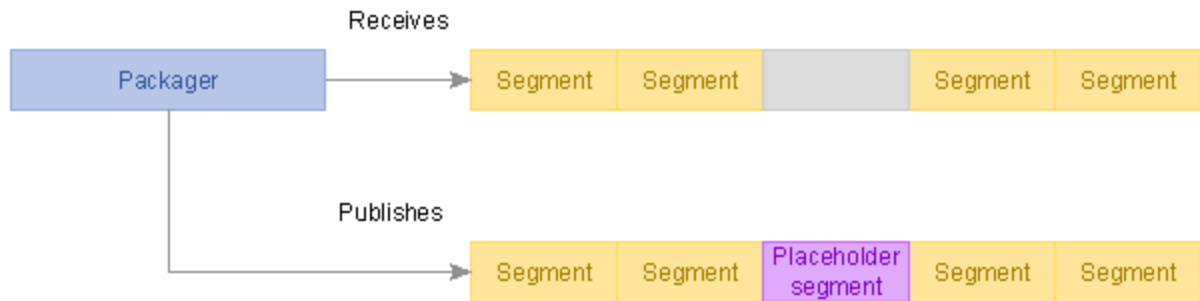 Receives
Packager
Segment
Segment
Segment
Segment
Publishes
Segment
Segment
Placeholder
segment
Segment
Segment